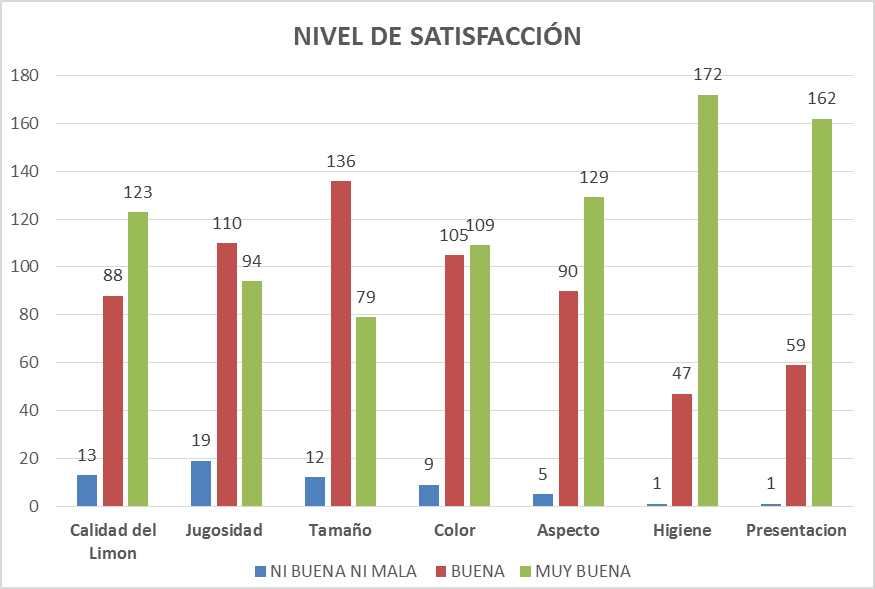 NIVEL DE SATISFACCIÓN
180
160
140
120
100
80
60
40
20
0
13
88
123
19
110
94
12
136
79
9
105
109
5
90
129
1
47
172
1
59
162
Calidad del
Limon
Jugosidad
Tamaño
Color
Aspecto
Higiene
Presentacion
NI BUENA NI MALA
BUENA
MUY BUENA